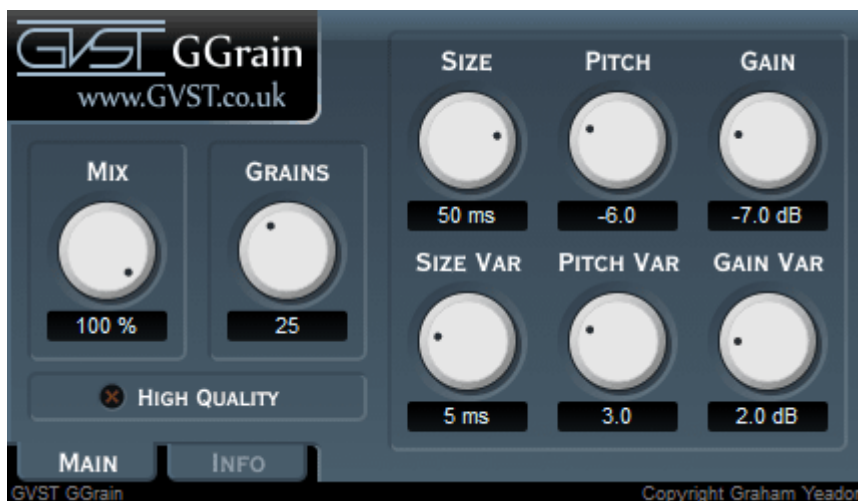 GVST GGrain
www.GVST.co.uk
SIZE PITCH GAIN
50 ms -6.0 -7.0 dB
MIX GRAINS
100 % 25
SIZE VAR PITCH VAR GAIN VAR
5 ms 3.0 2.0 dB
HIGH QUALITY
MAIN INFO
GVST GGrain Copyright Graham Yeado